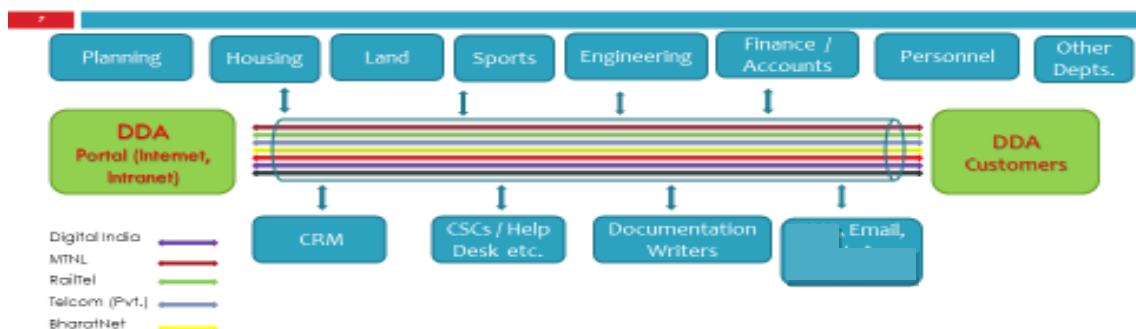 7
Planning
Housing
Land
Sports
Engineering
Finance /
Accounts
Personnel
Other
Depts.
DDA
Portal (Internet,
Intranet)
DDA
Customers
CRM
CSCs / Help
Desk etc.
Documentation
Writers
, Email,
Digital India
MTNL
RailTel
Telcom (Pvt.)
BharatNet